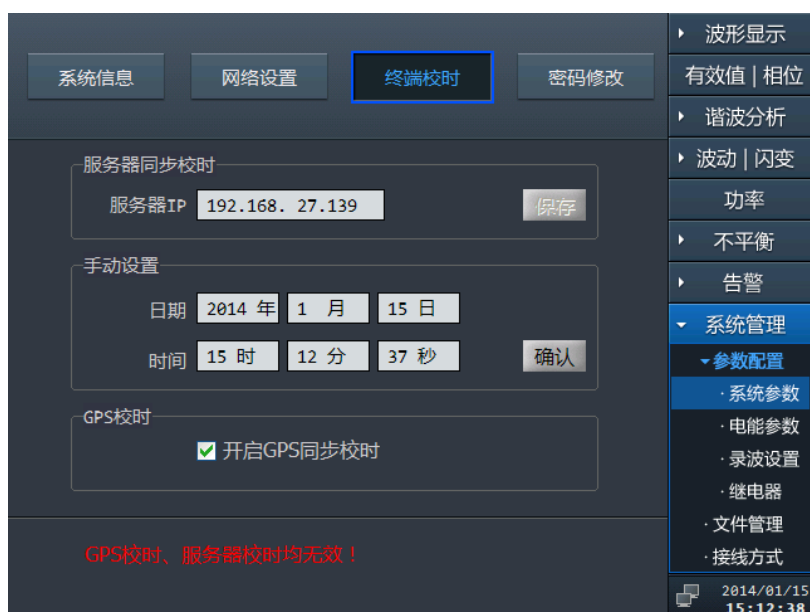 系统信息 网络设置 终端校时 密码修改
服务器同步校时
服务器IP 192.168. 27.139 保存
手动设置
日期 2014 年 1 月 15 日
时间 15 时 12 分 37 秒 确认
GPS校时
开启GPS同步校时
GPS校时、服务器校时均无效！
波形显示
有效值 | 相位
谐波分析
波动 | 闪变
功率
不平衡
告警
系统管理
参数配置
·系统参数
·电能参数
·录波设置
·继电器
·文件管理
·接线方式
2014/01/15
15:12:38